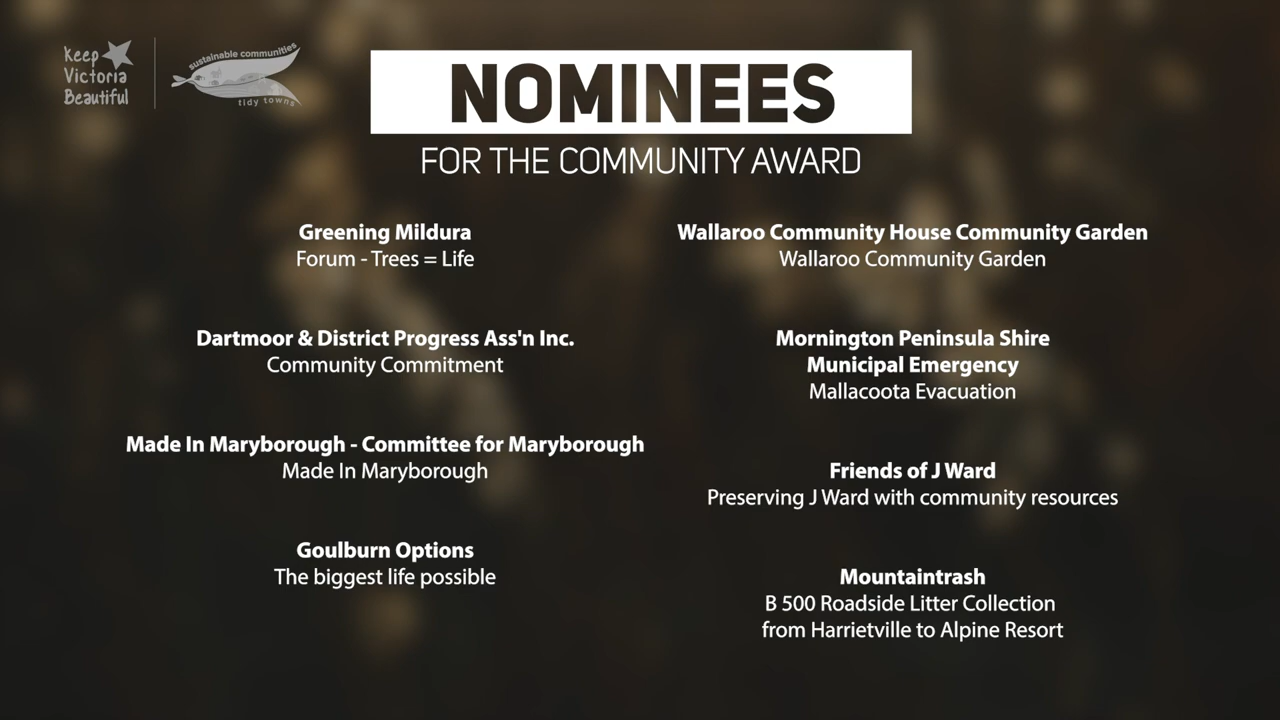 Keep
Victoria
Beautiful
sustainable communities
tidy towns
NOMINEES
FOR THE COMMUNITY AWARD
Greening Mildura
Forum - Trees = Life
Dartmoor & District Progress Ass'n Inc.
Community Commitment
Made In Maryborough - Committee for Maryborough
Made In Maryborough
Goulburn Options
The biggest life possible
Wallaroo Community House Community Garden
Wallaroo Community Garden
Mornington Peninsula Shire
Municipal Emergency
Mallacoota Evacuation
Friends of J Ward
Preserving J Ward with community resources
Mountaintrash
B 500 Roadside Litter Collection
from Harrietville to Alpine Resort